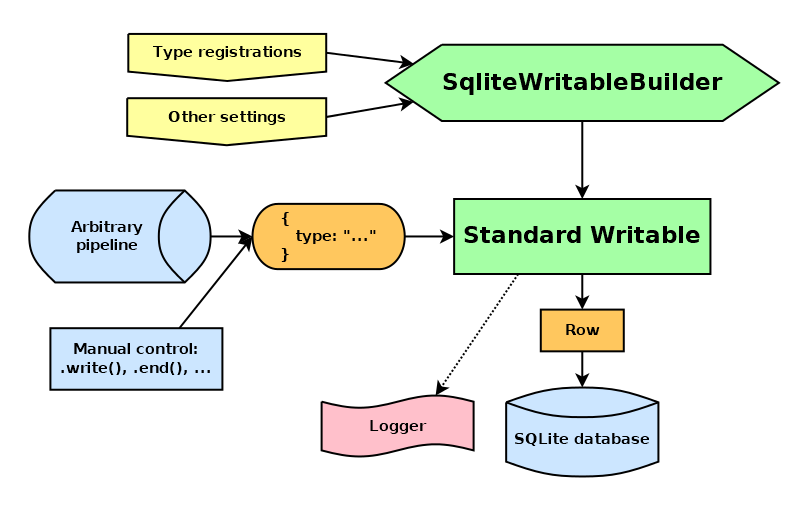 Type registrations
SqliteWritableBuilder
Other settings
Arbitrary
pipeline
{
type: "..."
}
Standard Writable
Manual control:
.write(), .end(), ...
Row
Logger
SQLite database